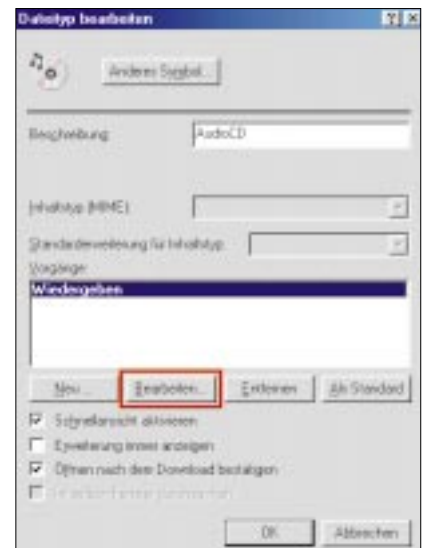 Dateityp bearbeiten
Anderes Symbol...
Beschreibung:
AudioCD
Inhaltstyp (MIME):
Standarderweiterung für Inhaltstyp:
Vorgänge:
Wiedergeben
Neu... Bearbeiten... Entfernen Als Standard
Schnellansicht aktivieren
Erweiterung immer anzeigen
Öffnen nach dem Download bestätigen
OK Abbrechen